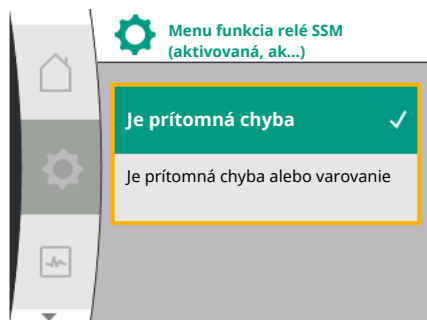 Menu funkcia relé SSM
(aktivovaná, ak...)
Je prítomná chyba
Je prítomná chyba alebo varovanie